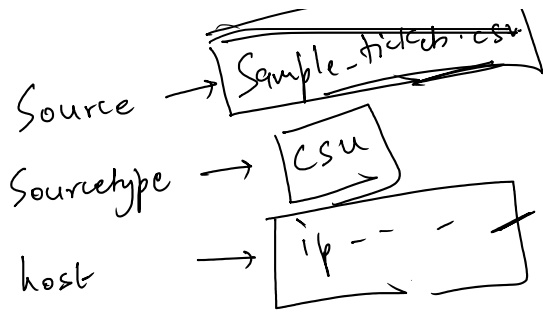 Source → Sample_tickets.csv
Sourcetype → csv
host → ip - - - -